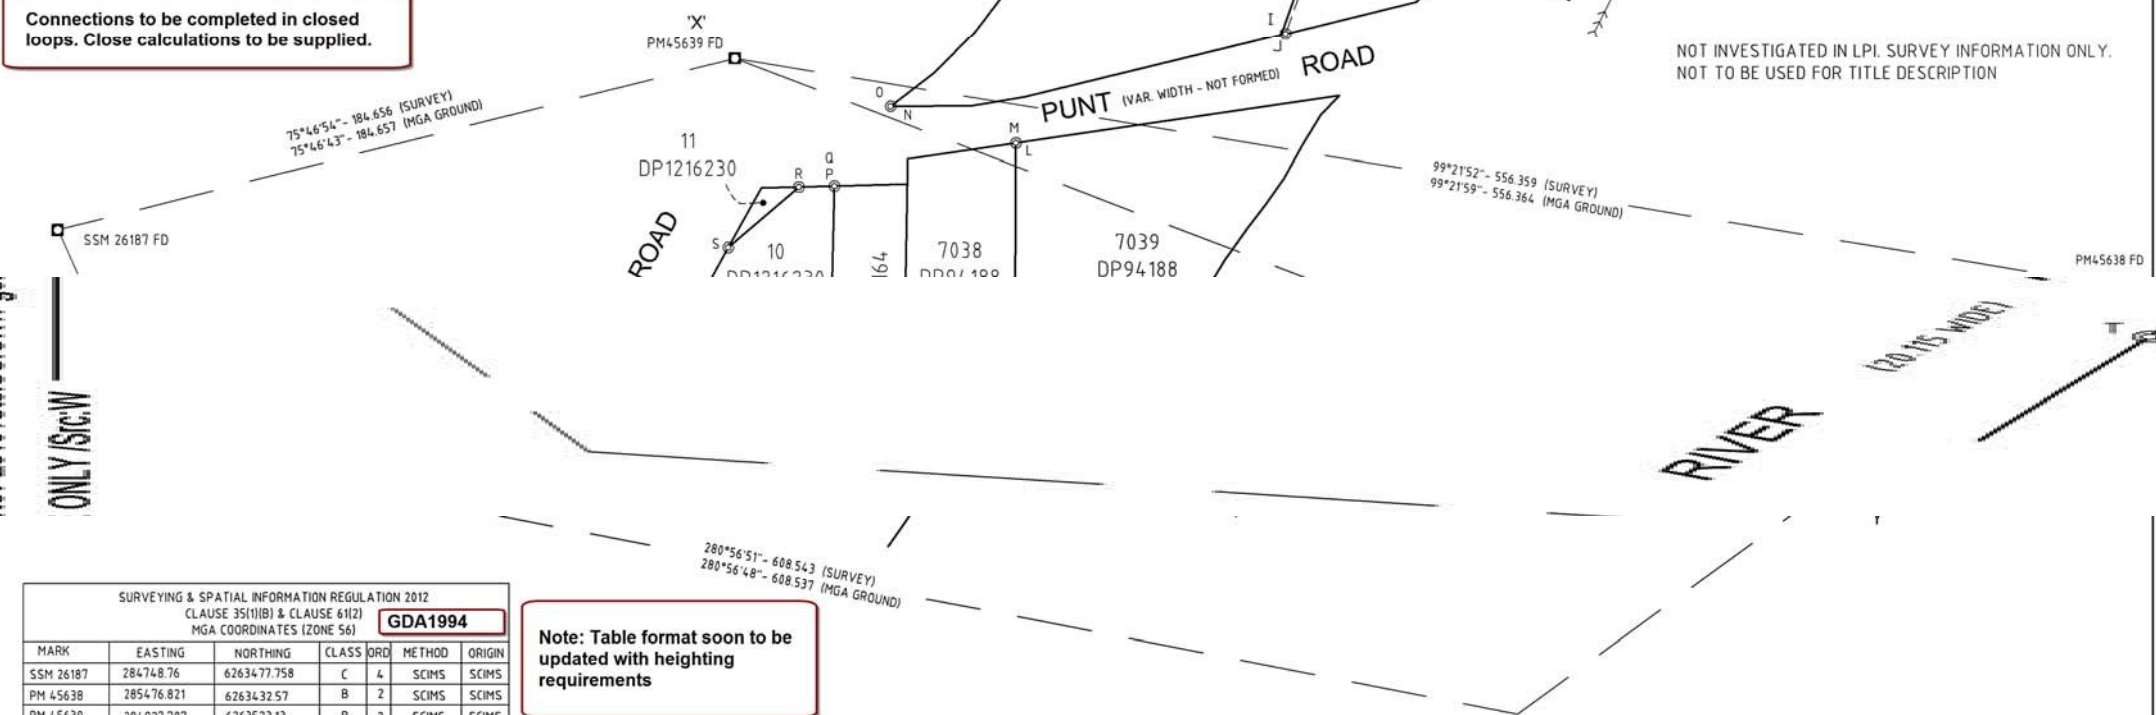 Connections to be completed in closed
loops. Close calculations to be supplied.
'X'
PM45639 FD
I
J
NOT INVESTIGATED IN LPI. SURVEY INFORMATION ONLY.
NOT TO BE USED FOR TITLE DESCRIPTION
PUNT (VAR. WIDTH - NOT FORMED) ROAD
75°46'54"- 184.656 (SURVEY)
75°46'43"- 184.657 (MGA GROUND)
O
N
M
L
11
DP1216230
Q
R P
99°21'52"- 556.359 (SURVEY)
99°21'59"- 556.364 (MGA GROUND)
SSM 26187 FD
ROAD
S
10
DP1216230
164
7038
DP94188
7039
DP94188
PM45638 FD
(20.115 WIDE)
T
RIVER
ONLY /Src:W
280°56'51"- 608.543 (SURVEY)
280°56'48"- 608.537 (MGA GROUND)
SURVEYING & SPATIAL INFORMATION REGULATION 2012
CLAUSE 35(1)(B) & CLAUSE 61(2)
MGA COORDINATES (ZONE 56) GDA1994
MARK EASTING NORTHING CLASS ORD METHOD ORIGIN
SSM 26187 284748.76 6263477.758 C 4 SCIMS SCIMS
PM 45638 285476.821 6263432.57 B 2 SCIMS SCIMS
Note: Table format soon to be
updated with heighting
requirements